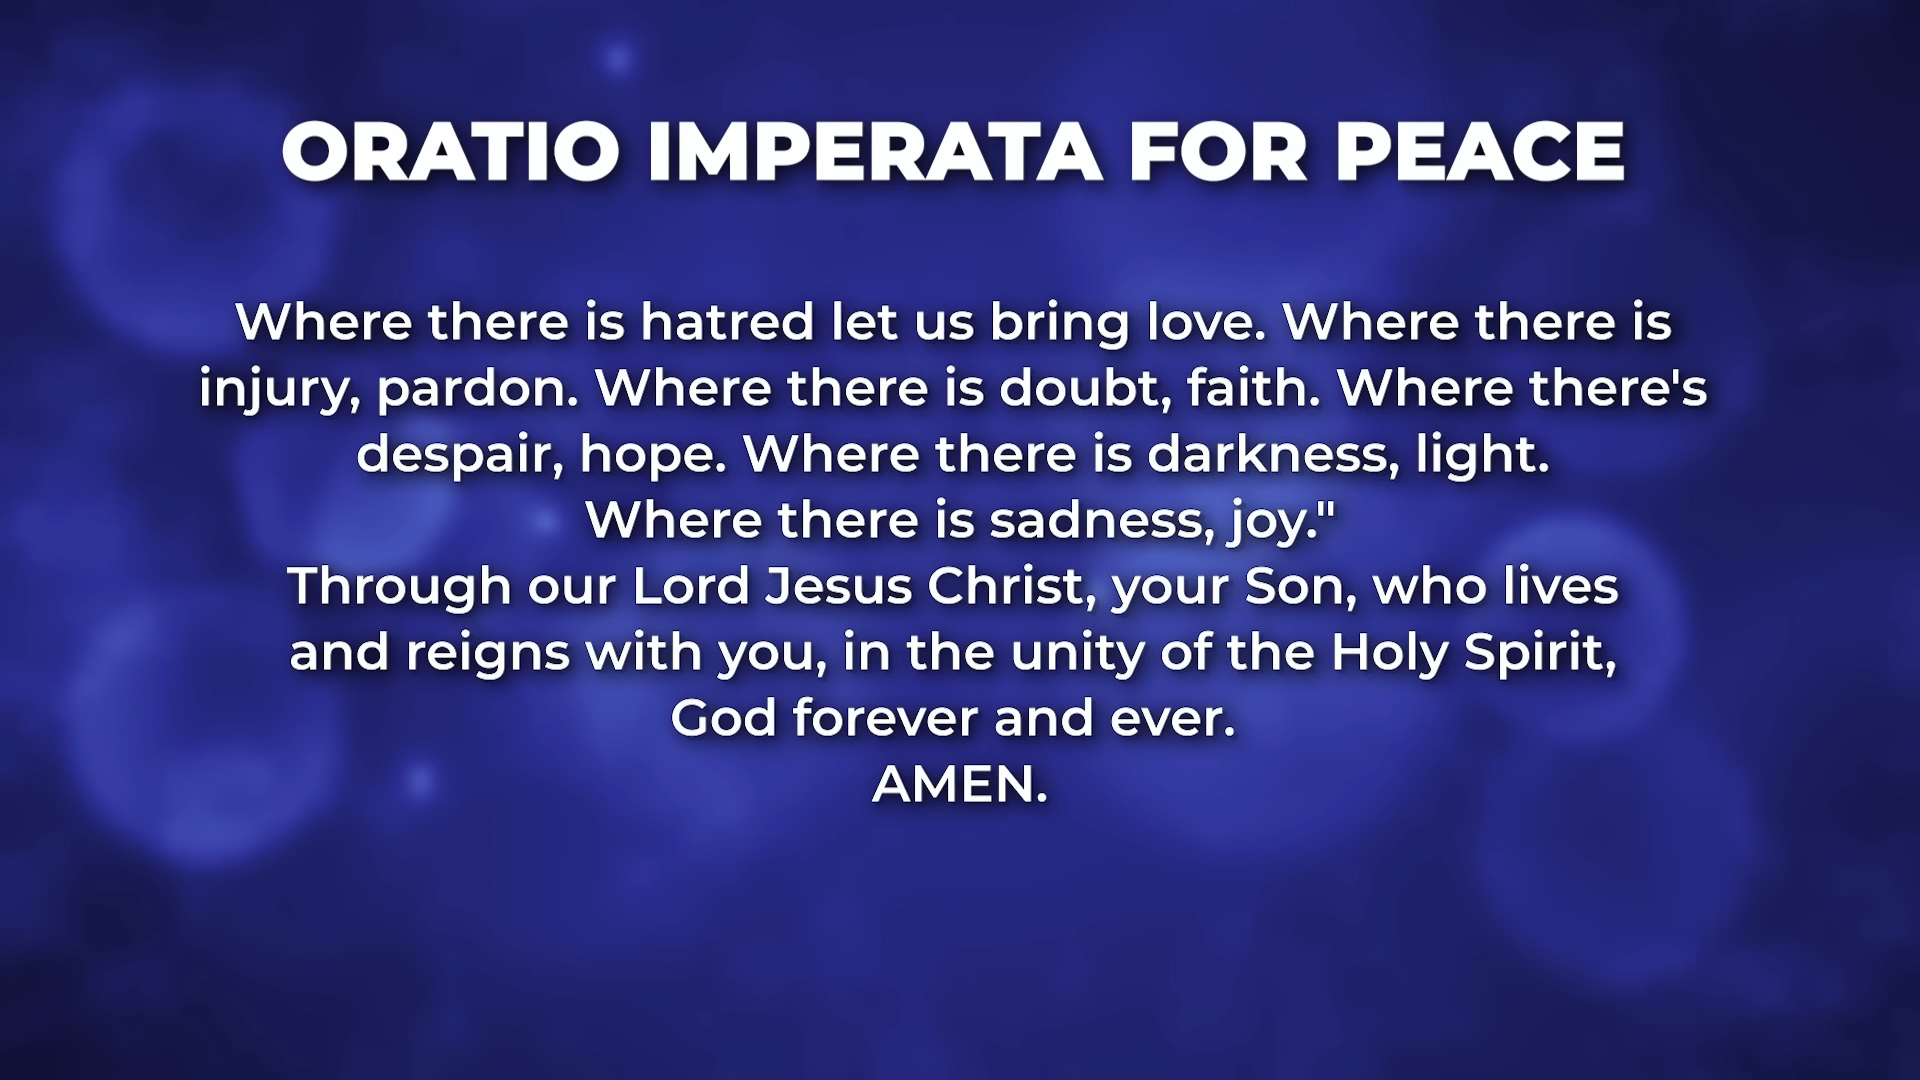 ORATIO IMPERATA FOR PEACE
Where there is hatred let us bring love. Where there is
injury, pardon. Where there is doubt, faith. Where there's
despair, hope. Where there is darkness, light.
Where there is sadness, joy."
Through our Lord Jesus Christ, your Son, who lives
and reigns with you, in the unity of the Holy Spirit,
God forever and ever.
AMEN.